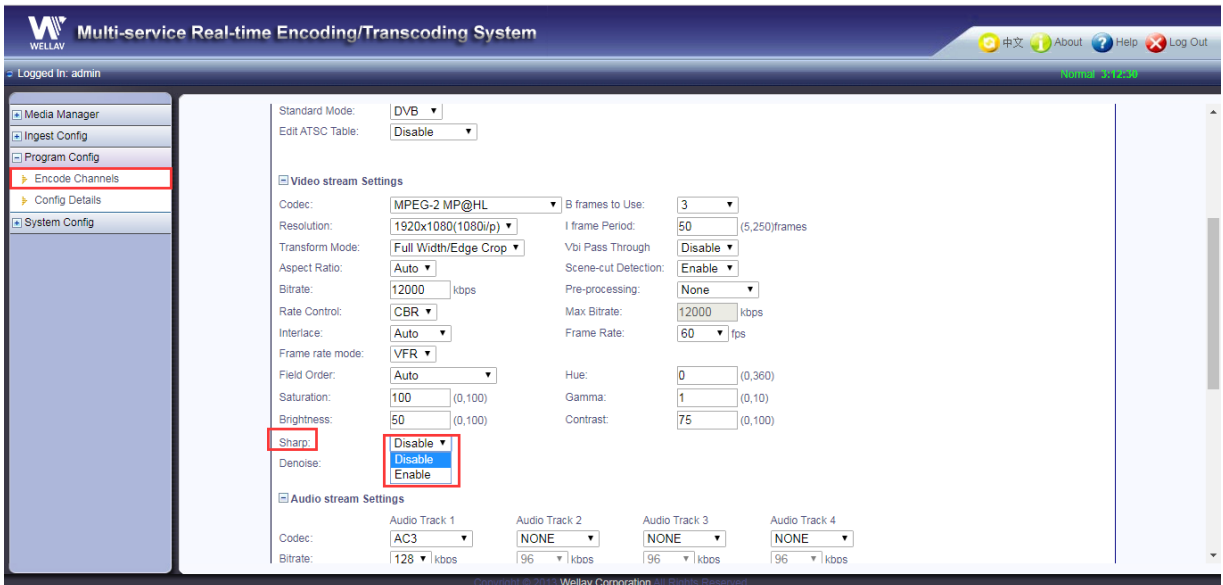 WELLAV
Multi-service Real-time Encoding/Transcoding System
中文 About Help Log Out
Logged In: admin
Normal 3:12:30
Media Manager
Ingest Config
Program Config
Encode Channels
Config Details
System Config
Standard Mode: DVB
Edit ATSC Table: Disable
Video stream Settings
Codec: MPEG-2 MP@HL B frames to Use: 3
Resolution: 1920x1080(1080i/p) I frame Period: 50 (5,250)frames
Transform Mode: Full Width/Edge Crop Vbi Pass Through Disable
Aspect Ratio: Auto Scene-cut Detection: Enable
Bitrate: 12000 kbps Pre-processing: None
Rate Control: CBR Max Bitrate: 12000 kbps
Interlace: Auto Frame Rate: 60 fps
Frame rate mode: VFR
Field Order: Auto Hue: 0 (0,360)
Saturation: 100 (0,100) Gamma: 1 (0,10)
Brightness: 50 (0,100) Contrast: 75 (0,100)
Sharp: Disable
Denoise: Disable
Enable
Audio stream Settings
Audio Track 1 Audio Track 2 Audio Track 3 Audio Track 4
Codec: AC3 NONE NONE NONE
Bitrate: 128 kbps 96 kbps 96 kbps 96 kbps
Copyright © 2013 Wellav Corporation All Rights Reserved